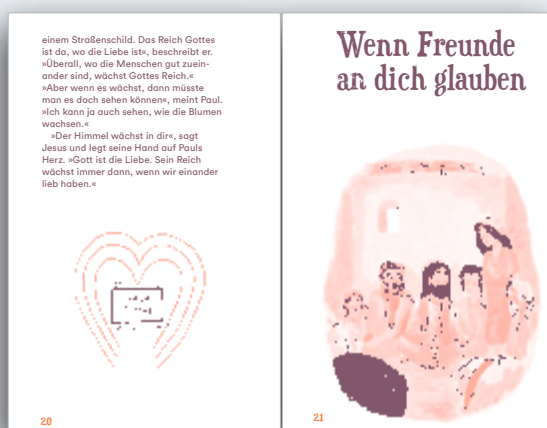 einem Straßenschild. Das Reich Gottes
ist da, wo die Liebe ist«, beschreibt er.
»Überall, wo die Menschen gut zuein-
ander sind, wächst Gottes Reich.«
»Aber wenn es wächst, dann müsste
man es doch sehen können«, meint Paul.
»Ich kann ja auch sehen, wie die Blumen
wachsen.«
»Der Himmel wächst in dir«, sagt
Jesus und legt seine Hand auf Pauls
Herz. »Gott ist die Liebe. Sein Reich
wächst immer dann, wenn wir einander
lieb haben.«
20
Wenn Freunde
an dich glauben
21